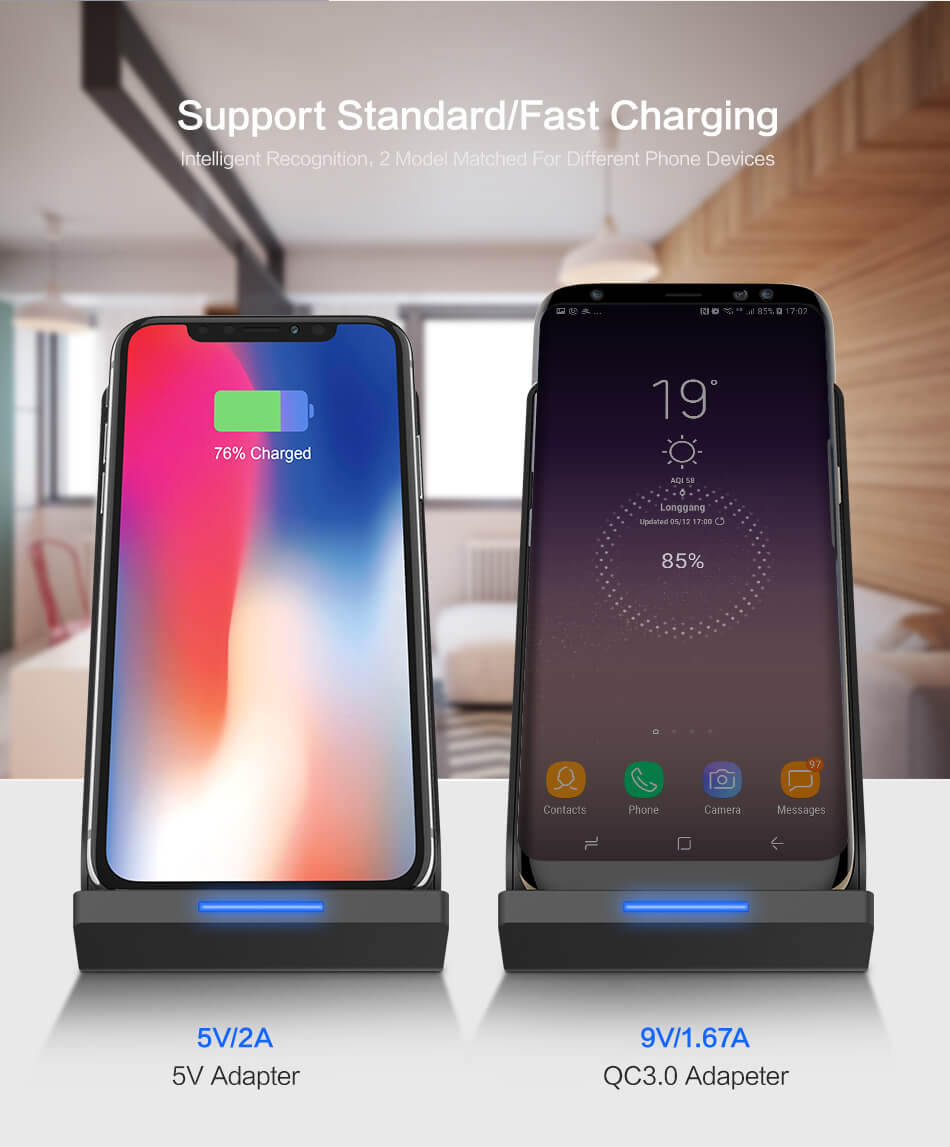 Support Standard/Fast Charging
Intelligent Recognition, 2 Model Matched For Different Phone Devices
76% Charged
85% 17:02
19°
AQI 58
Longgang
Updated 05/12 17:00
85%
97
Contacts Phone Camera Messages
5V/2A
5V Adapter
9V/1.67A
QC3.0 Adapeter